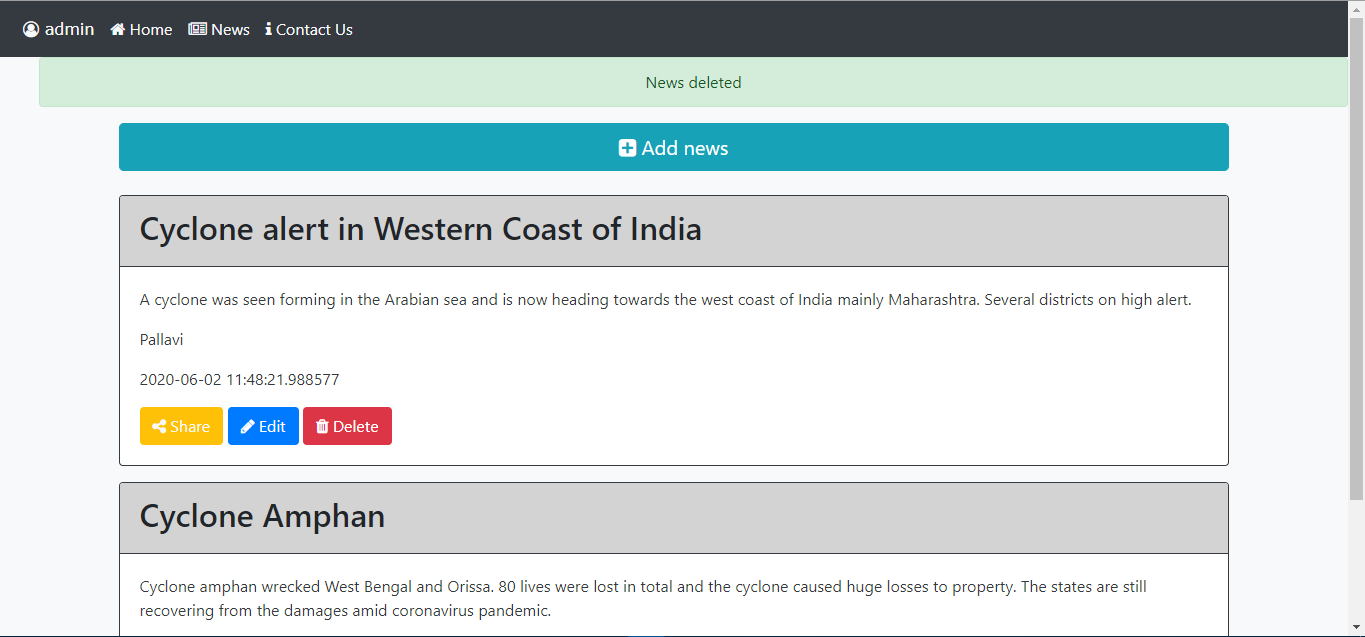 admin Home News Contact Us
News deleted
Add news
Cyclone alert in Western Coast of India
A cyclone was seen forming in the Arabian sea and is now heading towards the west coast of India mainly Maharashtra. Several districts on high alert.
Pallavi
2020-06-02 11:48:21.988577
Share Edit Delete
Cyclone Amphan
Cyclone amphan wrecked West Bengal and Orissa. 80 lives were lost in total and the cyclone caused huge losses to property. The states are still
recovering from the damages amid coronavirus pandemic.